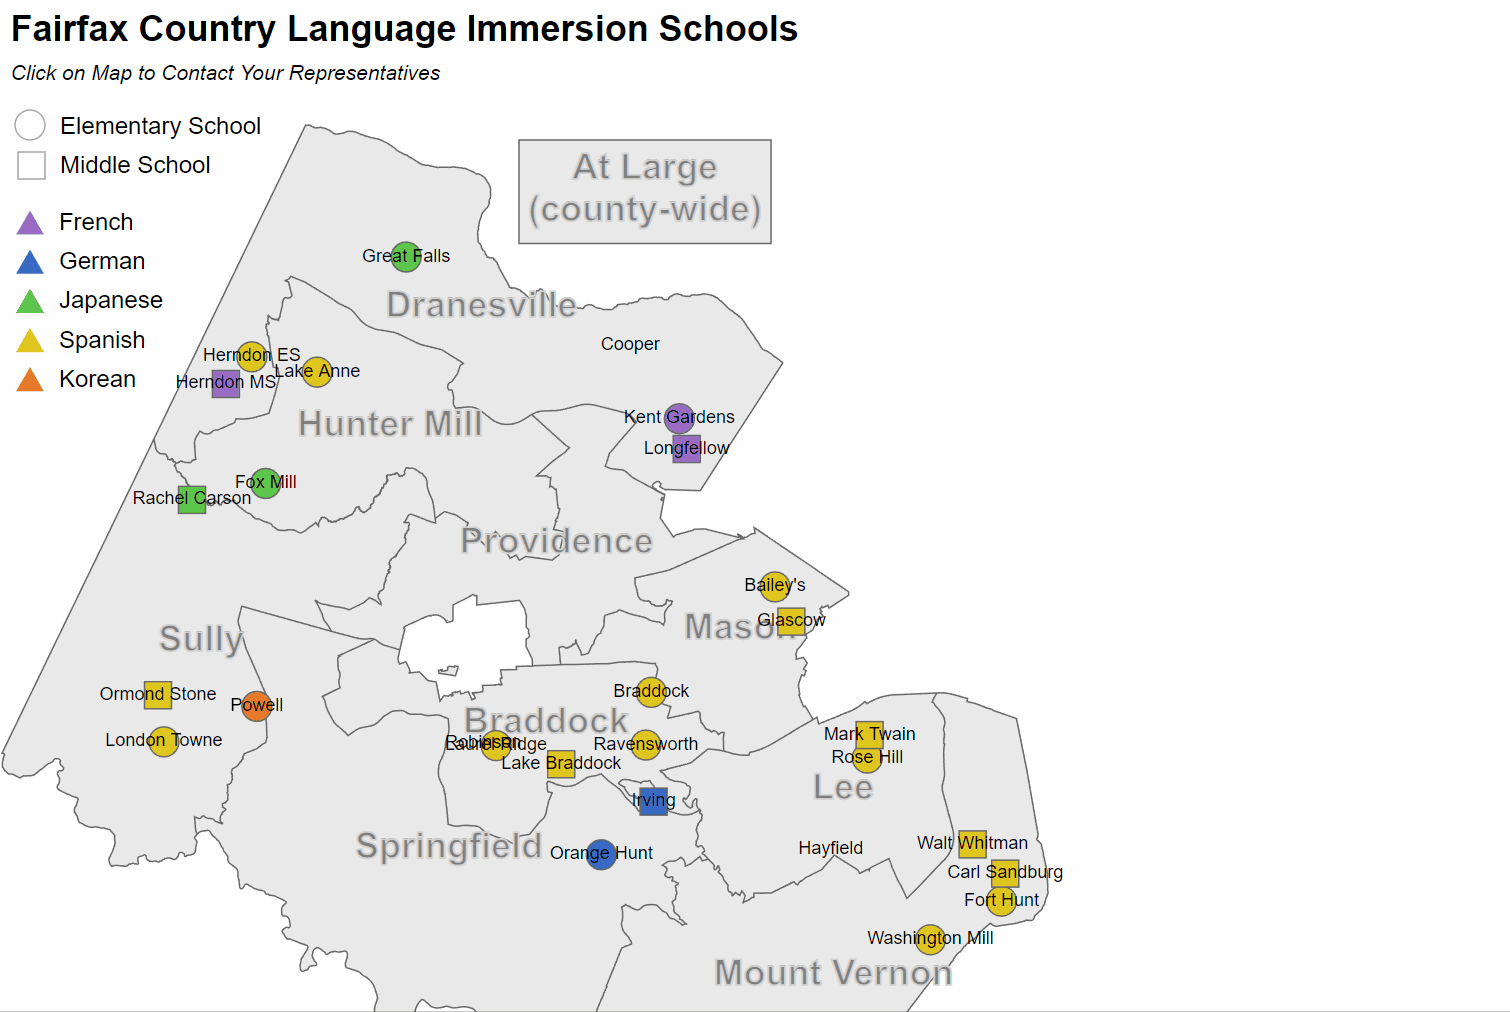 Fairfax Country Language Immersion Schools
Click on Map to Contact Your Representatives
Elementary School
Middle School
French
German
Japanese
Spanish
Korean
At Large
(county-wide)
Great Falls
Dranesville
Cooper
Herndon ES
Lake Anne
Herndon MS
Kent Gardens
Hunter Mill
Longfellow
Fox Mill
Rachel Carson
Providence
Bailey's
Glascow
Mason
Sully
Ormond Stone
Powell
Braddock
Braddock
London Towne
Robinson
Laurel Ridge
Ravensworth
Lake Braddock
Mark Twain
Rose Hill
Lee
Irving
Springfield
Orange Hunt
Hayfield
Walt Whitman
Carl Sandburg
Fort Hunt
Washington Mill
Mount Vernon